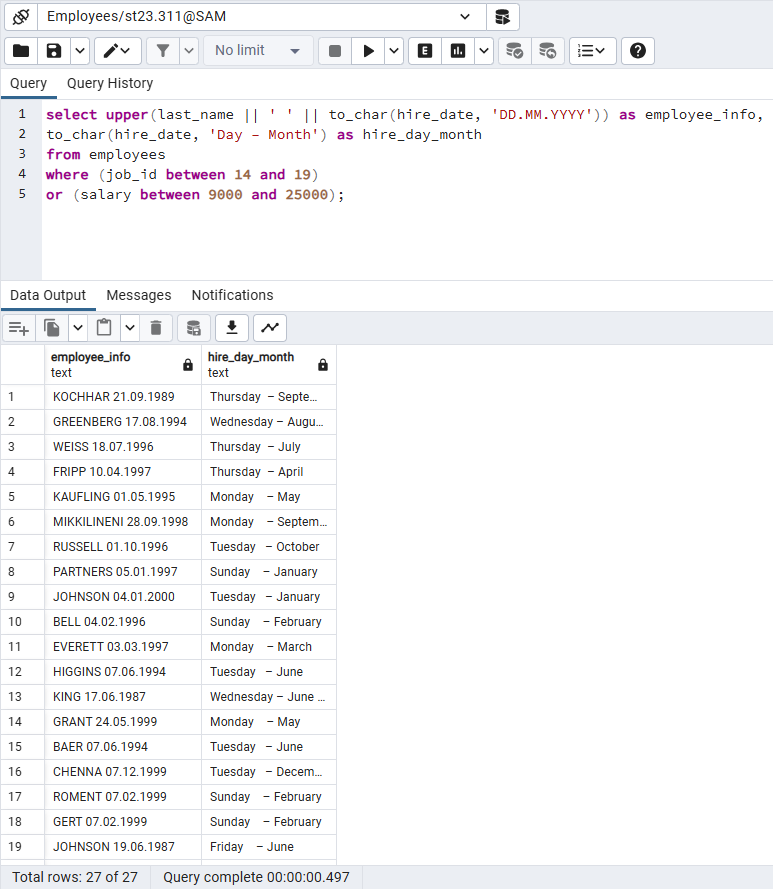 Employees/st23.311@SAM
No limit
E
Query Query History
1 select upper(last_name || ' ' || to_char(hire_date, 'DD.MM.YYYY')) as employee_info,
2 to_char(hire_date, 'Day – Month') as hire_day_month
3 from employees
4 where (job_id between 14 and 19)
5 or (salary between 9000 and 25000);
Data Output Messages Notifications
employee_info hire_day_month
text text
1 KOCHHAR 21.09.1989 Thursday – Septe...
2 GREENBERG 17.08.1994 Wednesday – Augu...
3 WEISS 18.07.1996 Thursday – July
4 FRIPP 10.04.1997 Thursday – April
5 KAUFLING 01.05.1995 Monday – May
6 MIKKILINENI 28.09.1998 Monday – Septem...
7 RUSSELL 01.10.1996 Tuesday – October
8 PARTNERS 05.01.1997 Sunday – January
9 JOHNSON 04.01.2000 Tuesday – January
10 BELL 04.02.1996 Sunday – February
11 EVERETT 03.03.1997 Monday – March
12 HIGGINS 07.06.1994 Tuesday – June
13 KING 17.06.1987 Wednesday – June ...
14 GRANT 24.05.1999 Monday – May
15 BAER 07.06.1994 Tuesday – June
16 CHENNA 07.12.1999 Tuesday – Decem...
17 ROMENT 07.02.1999 Sunday – February
18 GERT 07.02.1999 Sunday – February
19 JOHNSON 19.06.1987 Friday – June
Total rows: 27 of 27 Query complete 00:00:00.497